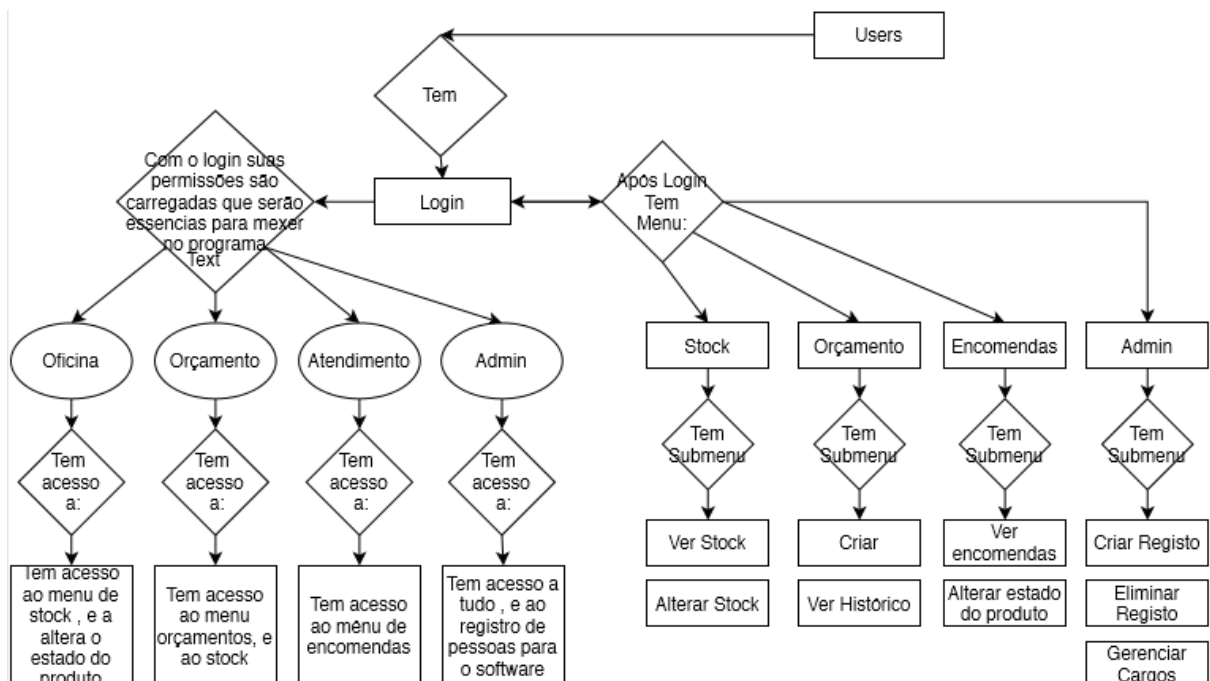 Users
Tem
Com o login suas
permissões são
carregadas que serão
essencias para mexer
no programa
Text
Login
Após Login
Tem
Menu:
Oficina
Orçamento
Atendimento
Admin
Stock
Orçamento
Encomendas
Admin
Tem
acesso
a:
Tem
acesso
a:
Tem
acesso
a:
Tem
acesso
a:
Tem
Submenu
Tem
Submenu
Tem
Submenu
Tem
Submenu
Tem acesso
ao menu de
stock , e a
altera o
estado do
produto
Tem acesso
ao menu
orçamentos, e
ao stock
Tem acesso
ao menu de
encomendas
Tem acesso a
tudo , e ao
registro de
pessoas para
o software
Ver Stock
Alterar Stock
Criar
Ver Histórico
Ver
encomendas
Alterar estado
do produto
Criar Registo
Eliminar
Registo
Gerenciar
Cargos